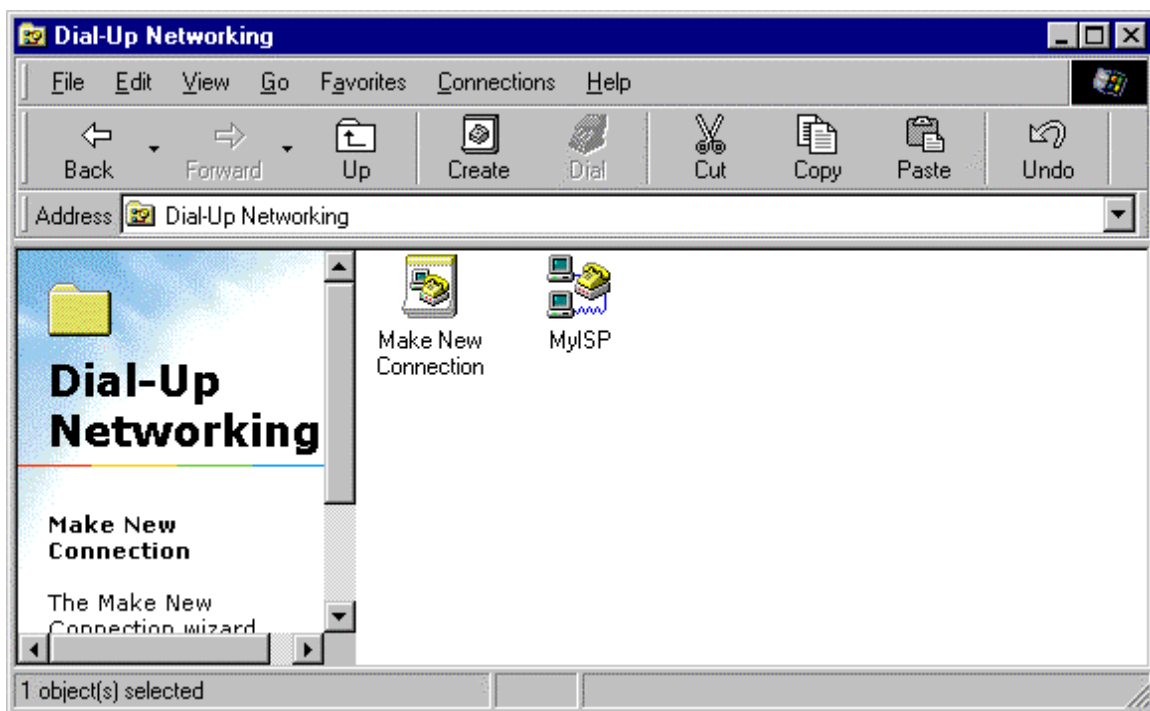 Dial-Up Networking
File Edit View Go Favorites Connections Help
Back Forward Up Create Dial Cut Copy Paste Undo
Address Dial-Up Networking
Dial-Up
Networking
Make New
Connection
The Make New
Connection wizard
Make New
Connection
MyISP
1 object(s) selected